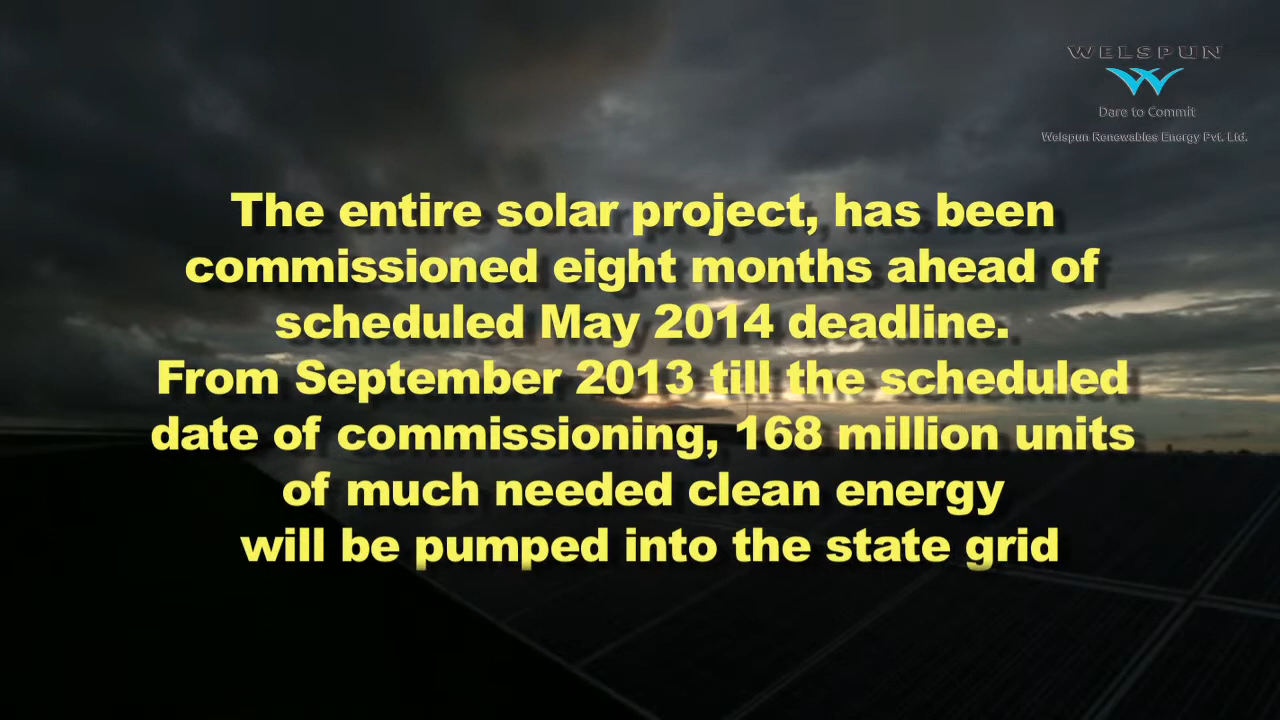 WELSPUN
Dare to Commit
Welspun Renewables Energy Pvt. Ltd.
The entire solar project, has been
commissioned eight months ahead of
scheduled May 2014 deadline.
From September 2013 till the scheduled
date of commissioning, 168 million units
of much needed clean energy
will be pumped into the state grid